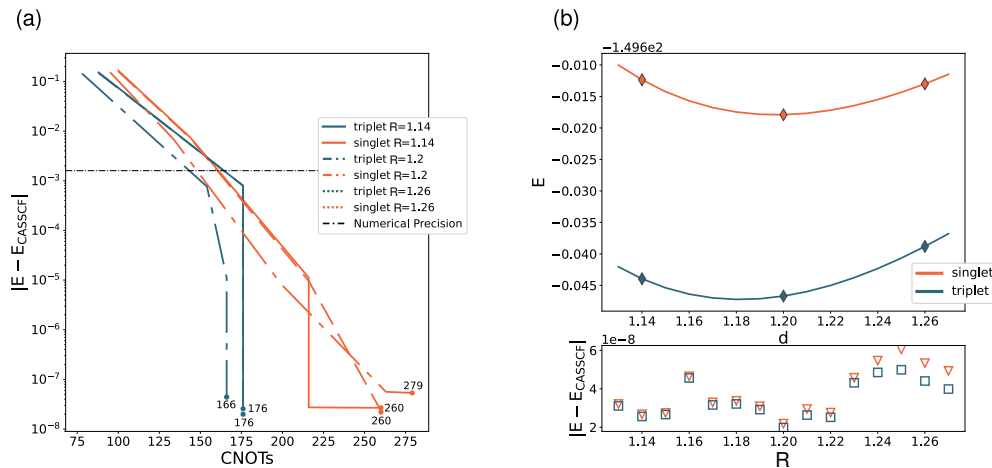 (a)
10⁻¹
10⁻²
10⁻³
10⁻⁴
10⁻⁵
10⁻⁶
10⁻⁷
10⁻⁸
|E − E_CASSCF|
75 100 125 150 175 200 225 250 275
CNOTs
triplet R=1.14
singlet R=1.14
triplet R=1.2
singlet R=1.2
triplet R=1.26
singlet R=1.26
Numerical Precision
166
176
176
260
260
279
(b)
−1.496e2
−0.010
−0.015
−0.020
−0.025
−0.030
−0.035
−0.040
−0.045
E
1.14 1.16 1.18 1.20 1.22 1.24 1.26
d
singlet
triplet
1e−8
6
4
2
|E − E_CASSCF|
1.14 1.16 1.18 1.20 1.22 1.24 1.26
R